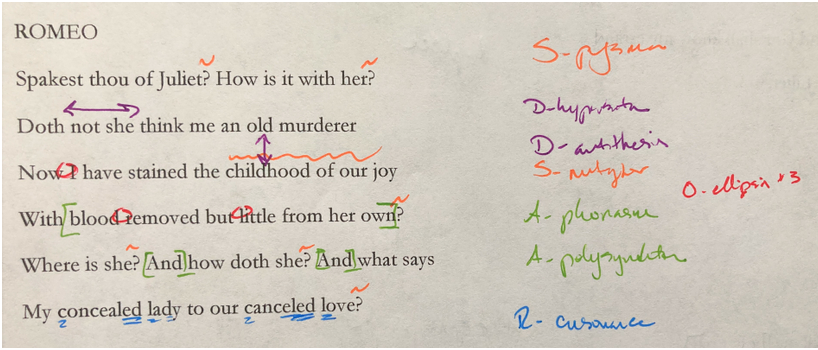 ROMEO
S-pysma
Spakest thou of Juliet? How is it with her?
D-hyperbaton
Doth not she think me an old murderer
D-antithesis
Now I have stained the childhood of our joy
S-metaphor
O-ellipsis x3
With blood removed but little from her own?
A-
Where is she? And how doth she? And what says
A-polysyndeton
My concealed lady to our canceled love?
R-